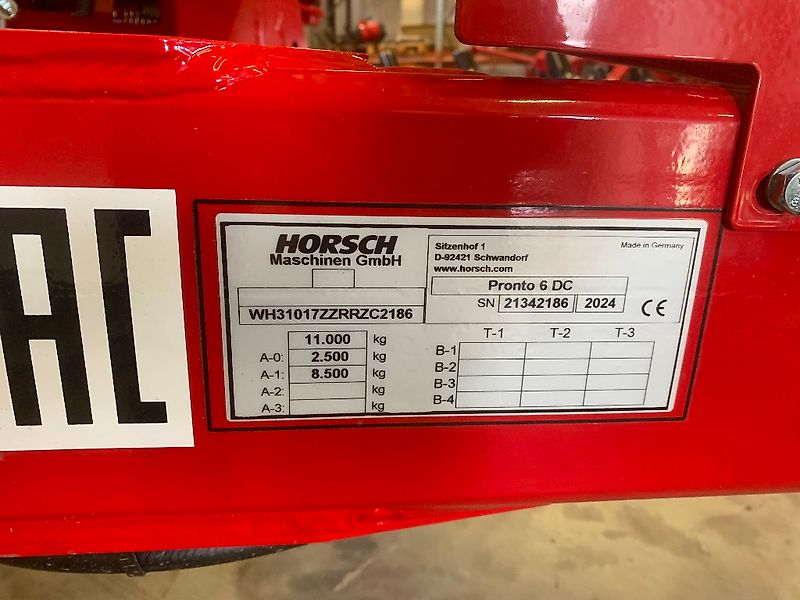 EAC
HORSCH
Maschinen GmbH
Sitzenhof 1
D-92421 Schwandorf
www.horsch.com
Made in Germany
Pronto 6 DC
SN 21342186 2024
CE
WH31017ZZRRZC2186
11.000 kg
A-0: 2.500 kg
A-1: 8.500 kg
A-2: kg
A-3: kg
T-1 T-2 T-3
B-1
B-2
B-3
B-4